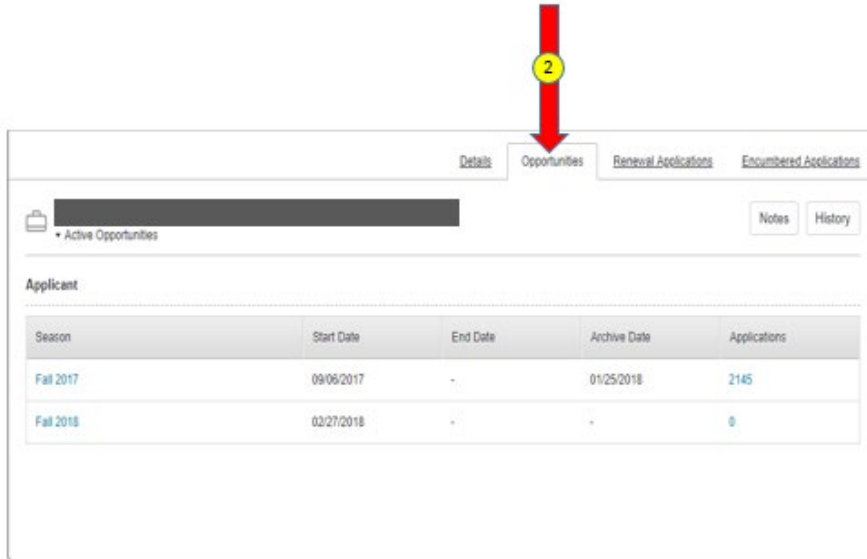 2
Details Opportunities Renewal Applications Encumbered Applications
Notes History
▾ Active Opportunities
Applicant
Season Start Date End Date Archive Date Applications
Fall 2017 09/06/2017 - 01/25/2018 2145
Fall 2018 02/27/2018 - - 0